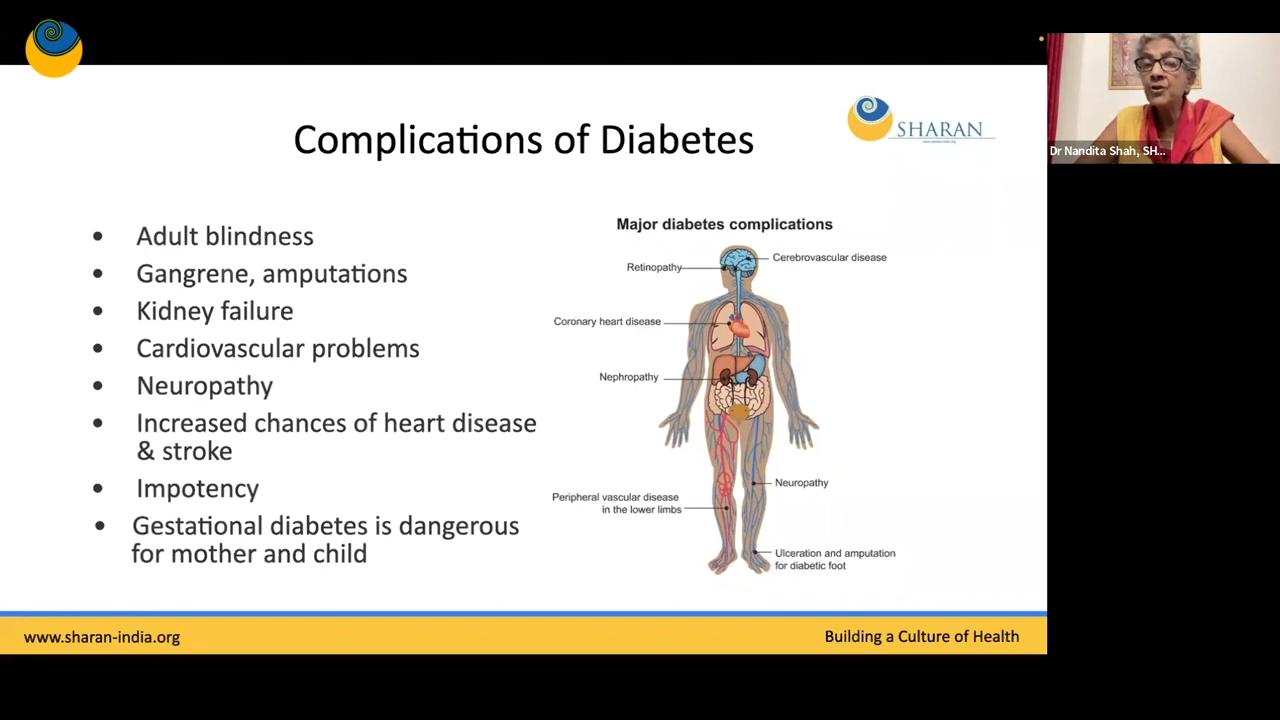 SHARAN
Dr Nandita Shah, SH...
Complications of Diabetes
• Adult blindness
• Gangrene, amputations
• Kidney failure
• Cardiovascular problems
• Neuropathy
• Increased chances of heart disease
& stroke
• Impotency
• Gestational diabetes is dangerous
for mother and child
Major diabetes complications
Cerebrovascular disease
Retinopathy
Coronary heart disease
Nephropathy
Neuropathy
Peripheral vascular disease
in the lower limbs
Ulceration and amputation
for diabetic foot
www.sharan-india.org
Building a Culture of Health